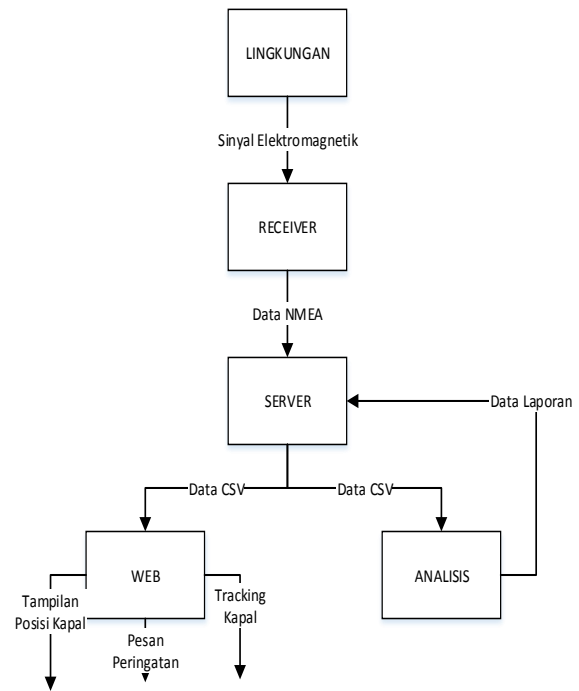 LINGKUNGAN
Sinyal Elektromagnetik
RECEIVER
Data NMEA
SERVER
Data Laporan
Data CSV
Data CSV
WEB
ANALISIS
Tampilan
Posisi Kapal
Pesan
Peringatan
Tracking
Kapal